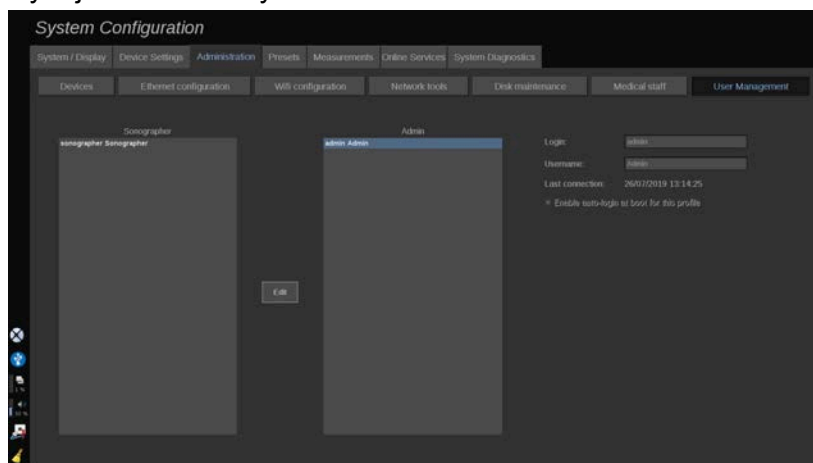 System Configuration
System / Display Device Settings Administration Presets Measurements Online Services System Diagnostics
Devices Ethernet configuration Wifi configuration Network tools Disk maintenance Medical staff User Management
Sonographer Admin
sonographer Sonographer admin Admin
Login: admin
Username: Admin
Last connection: 26/07/2019 13:14:25
Enable auto-login at boot for this profile
Edit
1 %